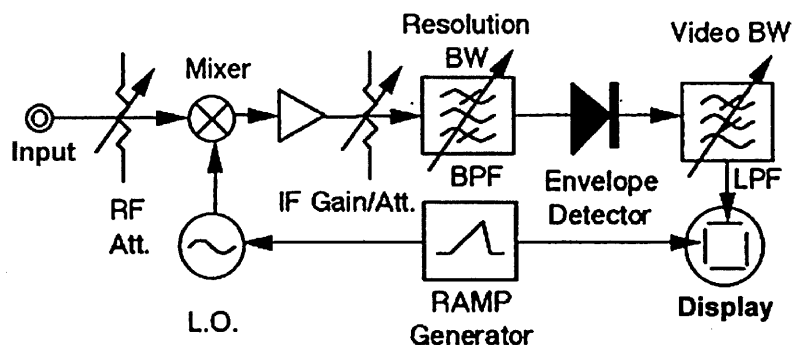 Resolution
BW
Video BW
Mixer
Input
BPF
LPF
RF
Att.
IF Gain/Att.
Envelope
Detector
L.O.
RAMP
Generator
Display